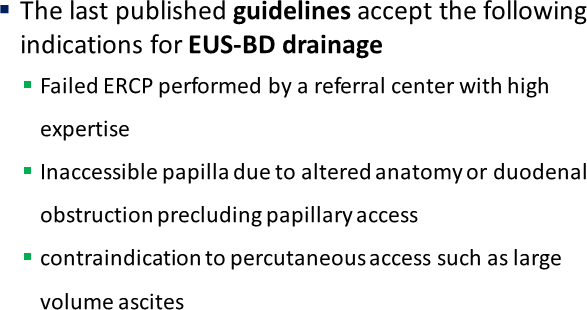 ▪ The last published guidelines accept the following
indications for EUS-BD drainage
▪ Failed ERCP performed by a referral center with high
expertise
▪ Inaccessible papilla due to altered anatomy or duodenal
obstruction precluding papillary access
▪ contraindication to percutaneous access such as large
volume ascites